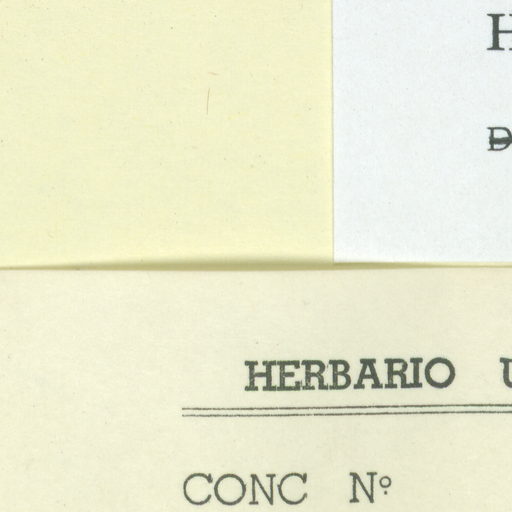 H
D
HERBARIO U
CONC Nº